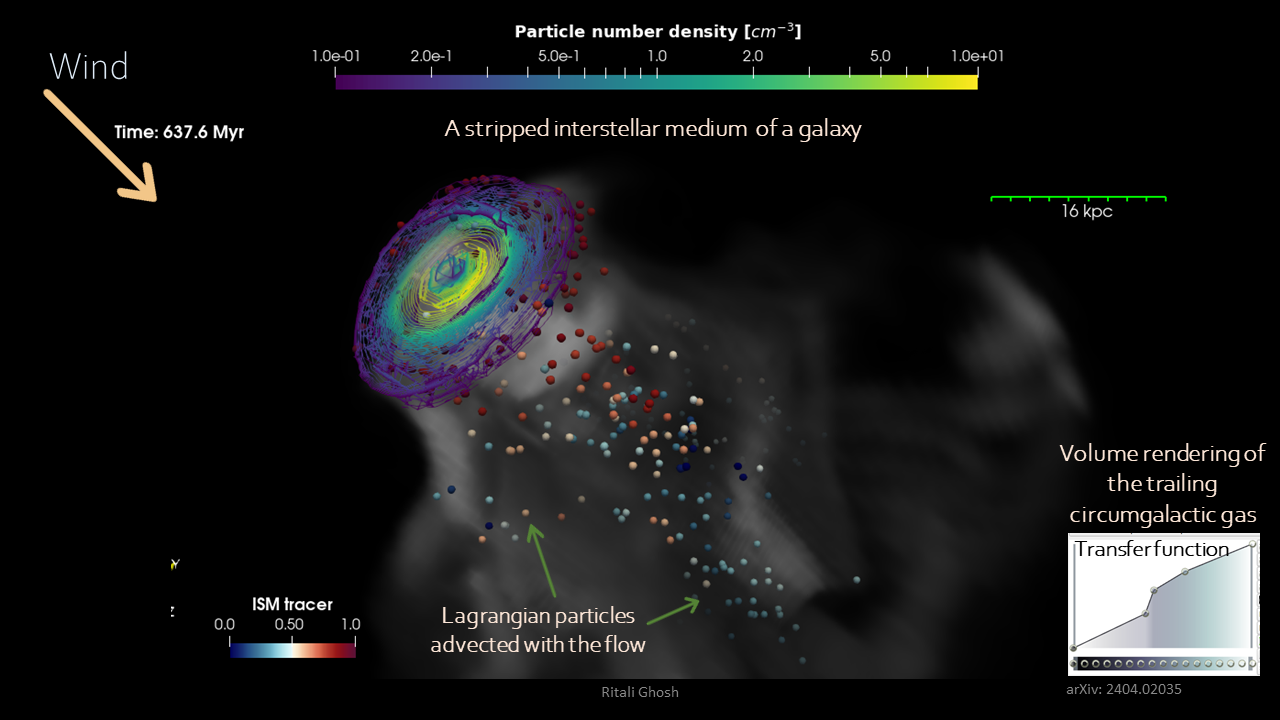 Particle number density [cm⁻³]
1.0e-01 2.0e-1 5.0e-1 1.0 2.0 5.0 1.0e+01
Wind
Time: 637.6 Myr
A stripped interstellar medium of a galaxy
16 kpc
Volume rendering of
the trailing
circumgalactic gas
Transfer function
Y
Z
ISM tracer
0.0 0.50 1.0
Lagrangian particles
advected with the flow
Ritali Ghosh
arXiv: 2404.02035